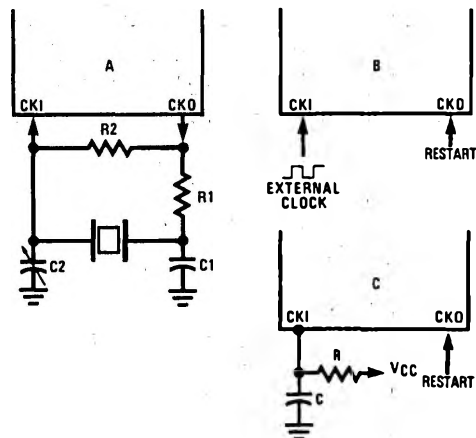 A
CKI
CKO
R2
R1
C2
C1
B
CKI
CKO
RESTART
EXTERNAL
CLOCK
C
CKI
CKO
R
VCC
RESTART
C